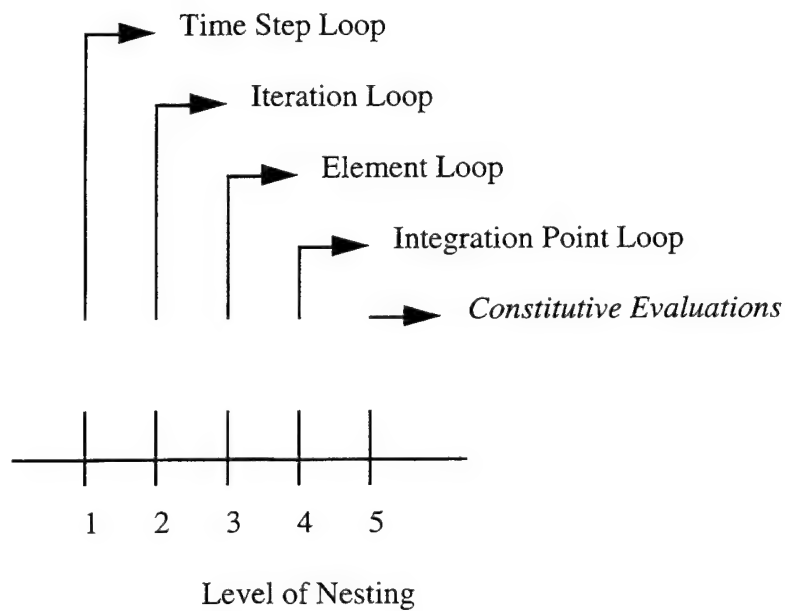 Time Step Loop
Iteration Loop
Element Loop
Integration Point Loop
Constitutive Evaluations
1 2 3 4 5
Level of Nesting